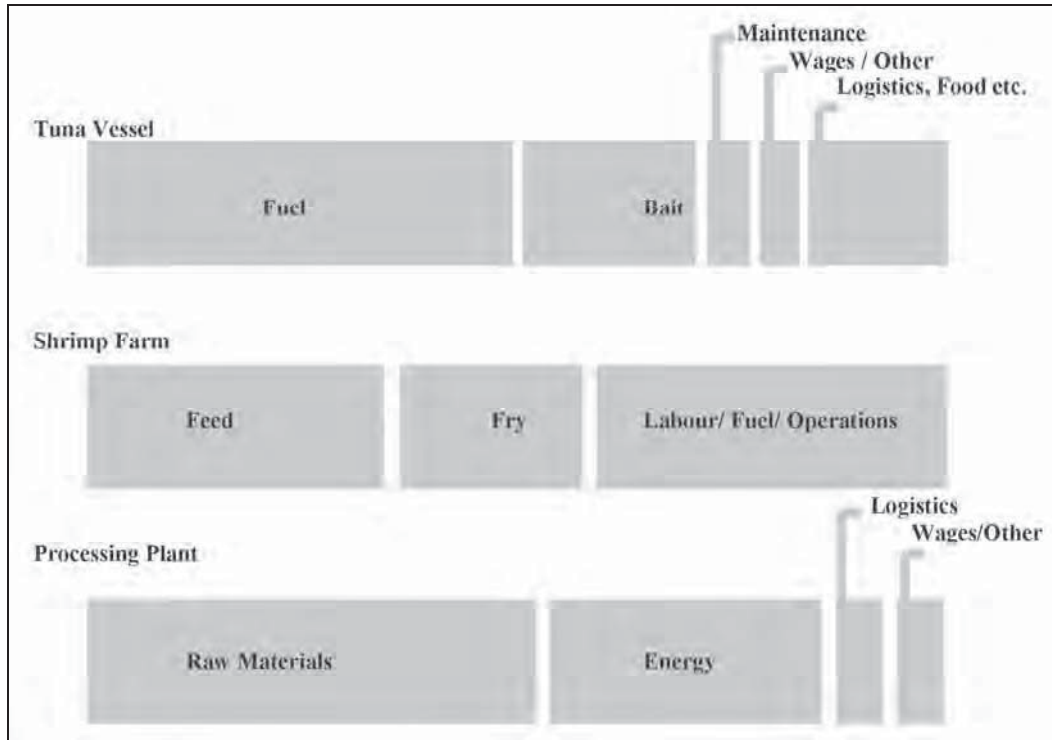 Maintenance
Wages / Other
Logistics, Food etc.
Tuna Vessel
Fuel
Bait
Shrimp Farm
Feed
Fry
Labour/ Fuel/ Operations
Logistics
Wages/Other
Processing Plant
Raw Materials
Energy